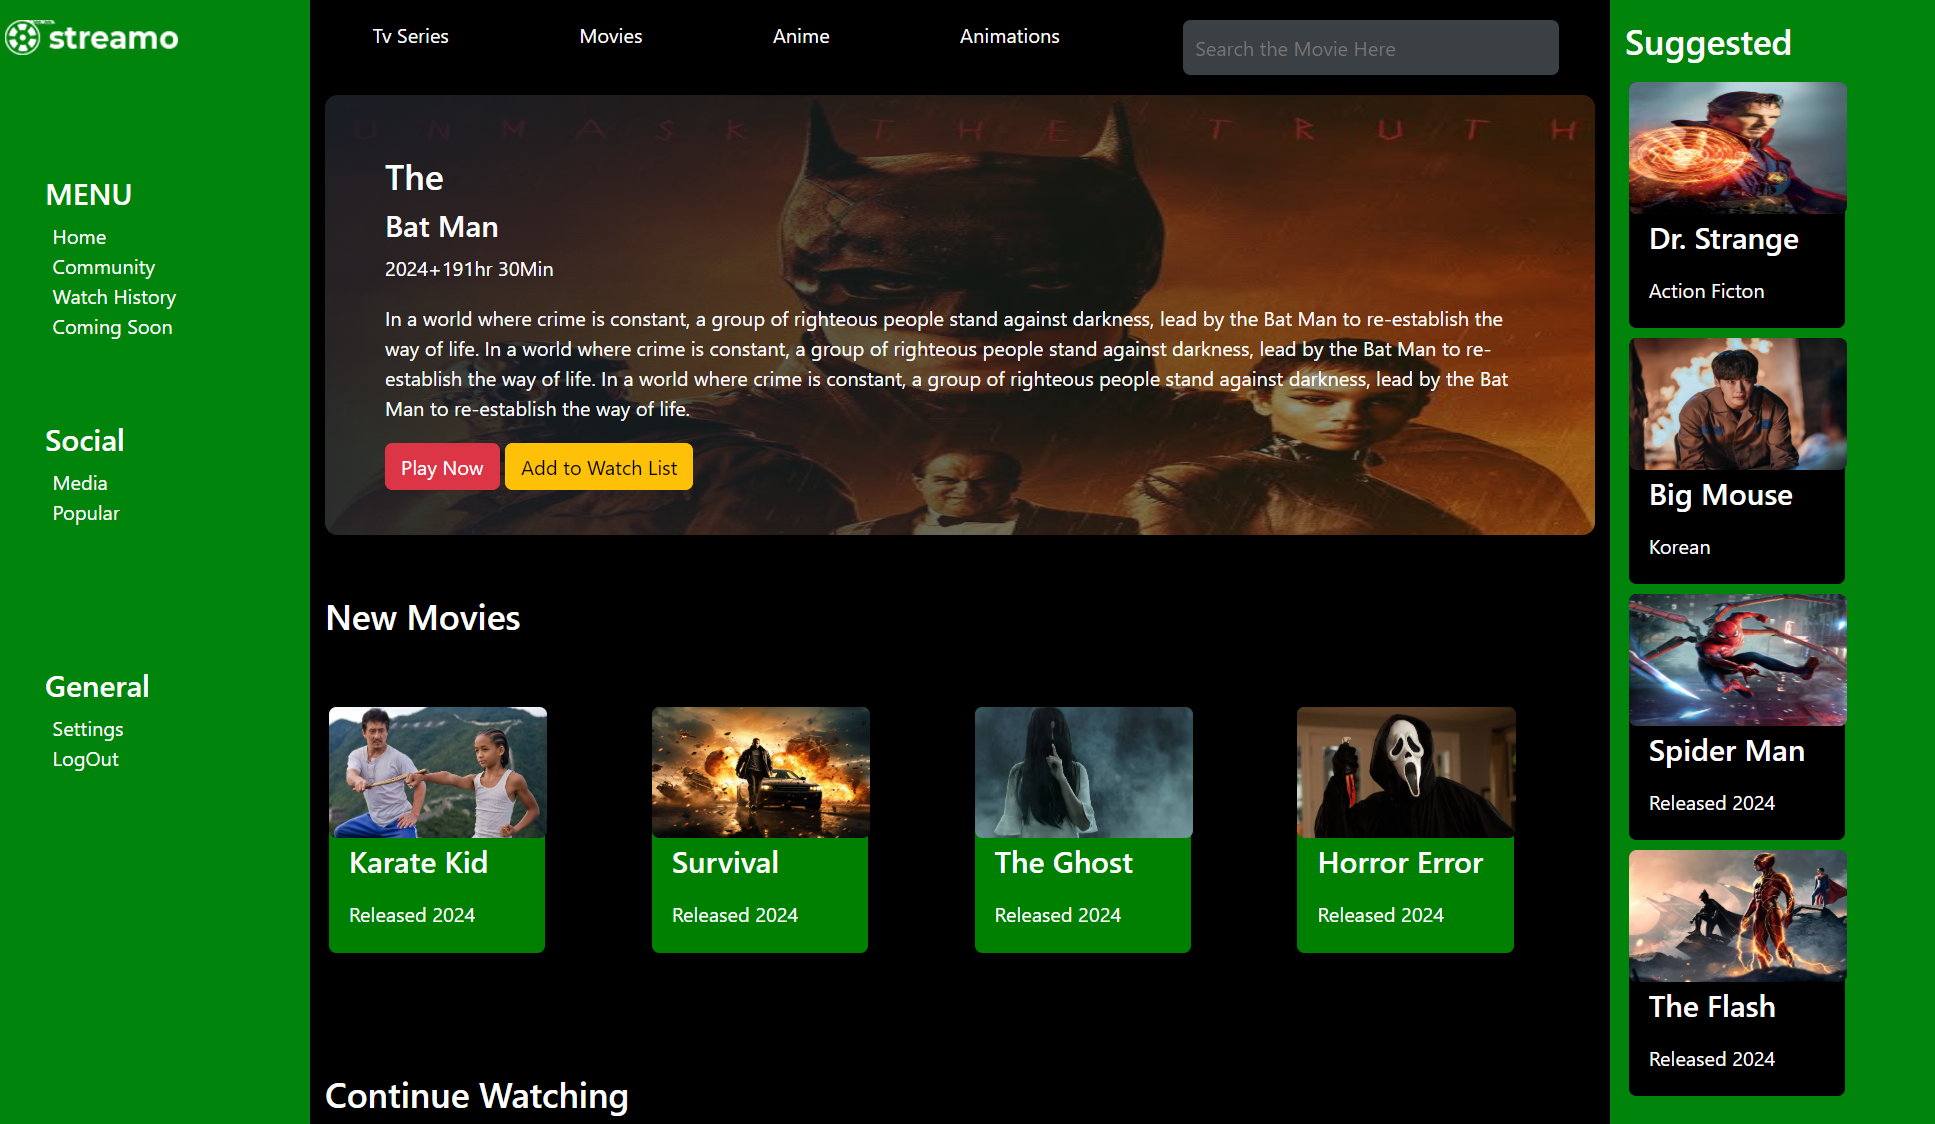 streamo
MENU
Home
Community
Watch History
Coming Soon
Social
Media
Popular
General
Settings
LogOut
Tv Series
Movies
Anime
Animations
Search the Movie Here
UNMASK THE TRUTH
The
Bat Man
2024+191hr 30Min
In a world where crime is constant, a group of righteous people stand against darkness, lead by the Bat Man to re-establish the
way of life. In a world where crime is constant, a group of righteous people stand against darkness, lead by the Bat Man to re-
establish the way of life. In a world where crime is constant, a group of righteous people stand against darkness, lead by the Bat
Man to re-establish the way of life.
Play Now
Add to Watch List
New Movies
Karate Kid
Released 2024
Survival
Released 2024
The Ghost
Released 2024
Horror Error
Released 2024
Continue Watching
Suggested
Dr. Strange
Action Ficton
Big Mouse
Korean
Spider Man
Released 2024
The Flash
Released 2024